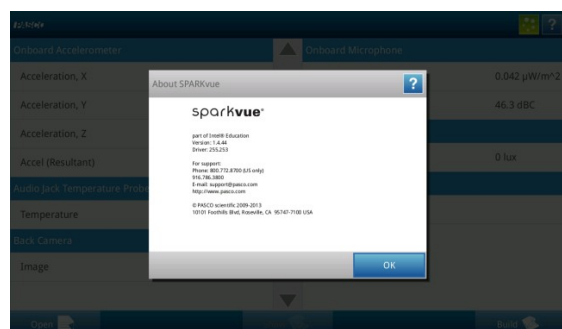 PASCO
?
Onboard Accelerometer
Onboard Microphone
Acceleration, X
0.042 µW/m^2
Acceleration, Y
46.3 dBC
Acceleration, Z
Accel (Resultant)
0 lux
Audio Jack Temperature Probe
Temperature
Back Camera
Image
Open
Build
About SPARKvue
?
sparkvue
part of Intel® Education
Version: 1.4.44
Driver: 255.253
For support:
Phone: 800.772.8700 (US only)
916.786.3800
E-mail: support@pasco.com
http://www.pasco.com
© PASCO scientific 2009-2013
10101 Foothills Blvd, Roseville, CA 95747-7100 USA
OK